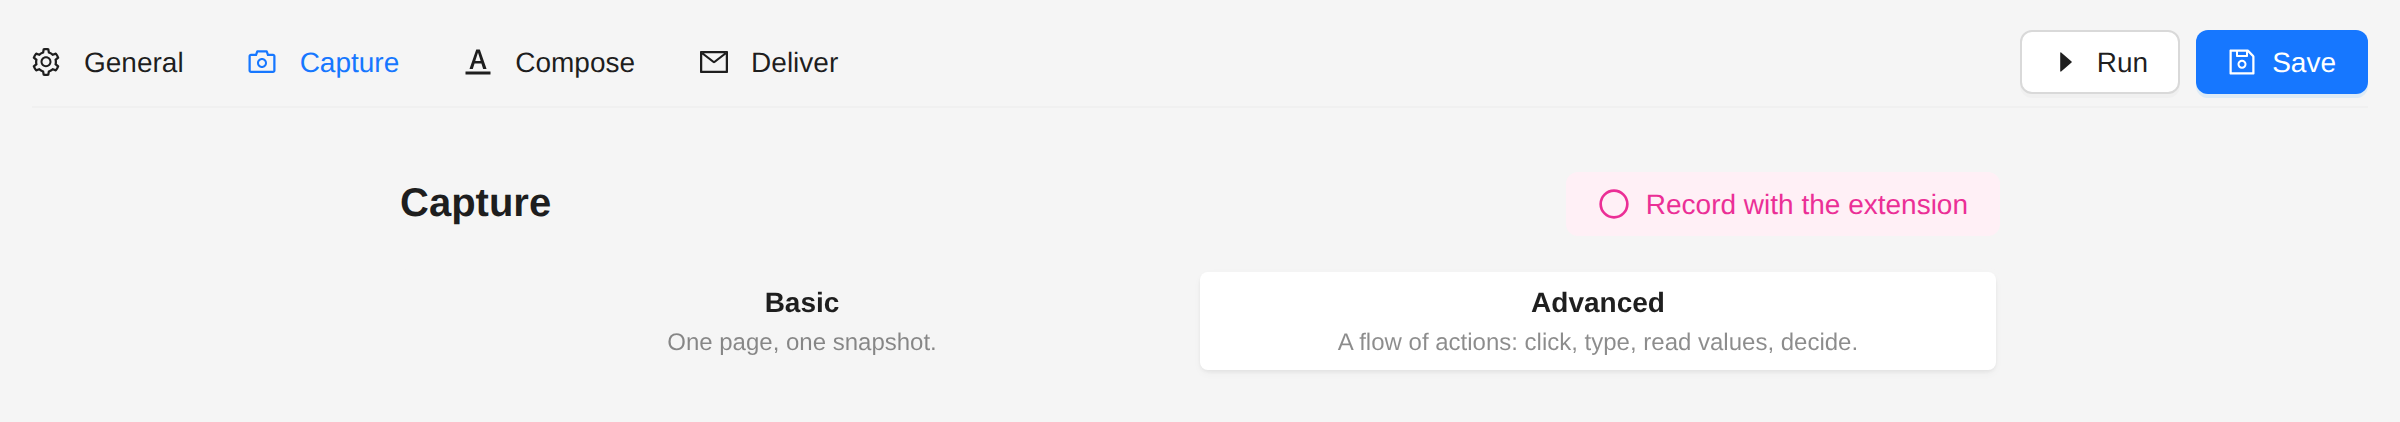 General
Capture
Compose
Deliver
Run
Save
Capture
Record with the extension
Basic
One page, one snapshot.
Advanced
A flow of actions: click, type, read values, decide.